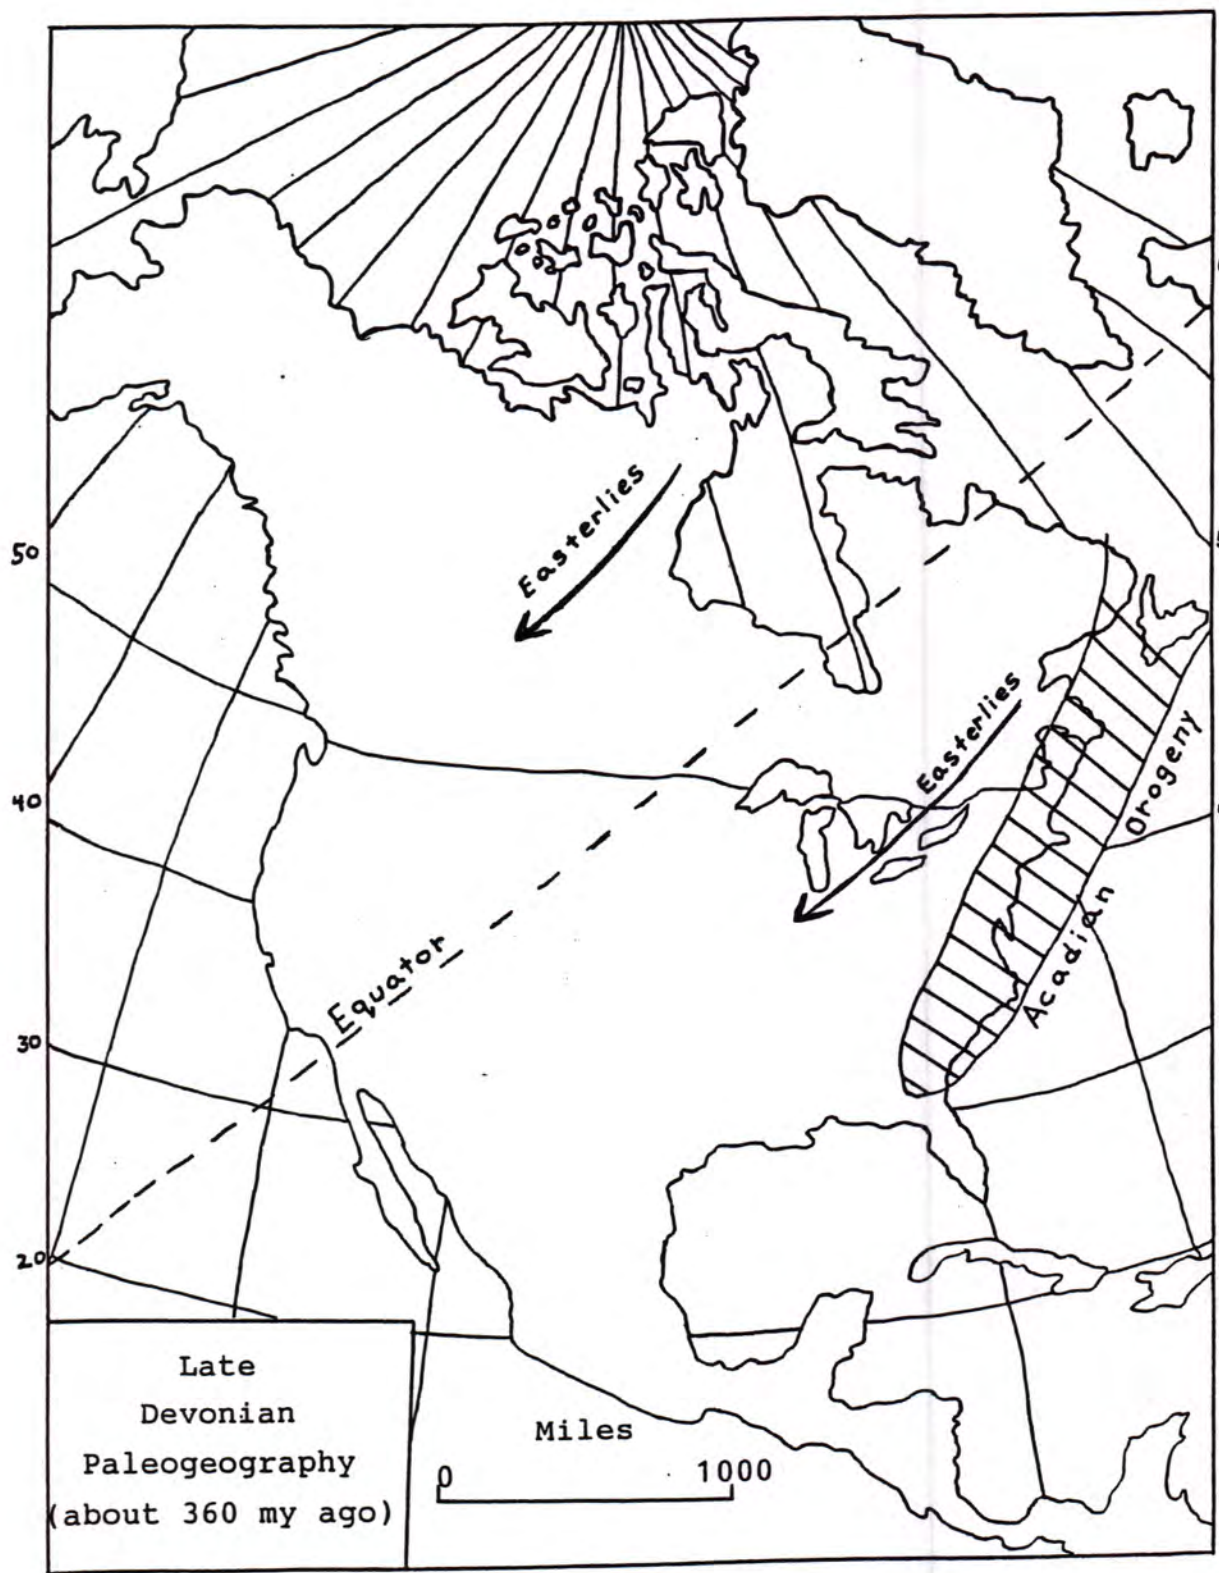 Easterlies
50
Easterlies
40
Acadian Orogeny
Equator
30
20
Late
Devonian
Paleogeography
(about 360 my ago)
Miles
0 1000